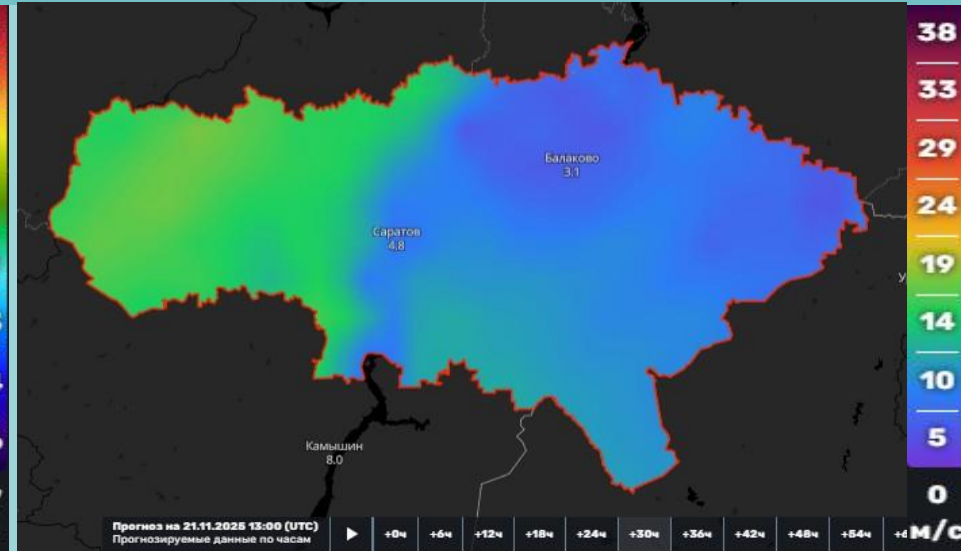 Балаково
3.1
Саратов
4.8
Камышин
8.0
38
33
29
24
19
14
10
5
0
М/С
Прогноз на 21.11.2025 13:00 (UTC)
Прогнозируемые данные по часам
+0ч +6ч +12ч +18ч +24ч +30ч +36ч +42ч +48ч +54ч